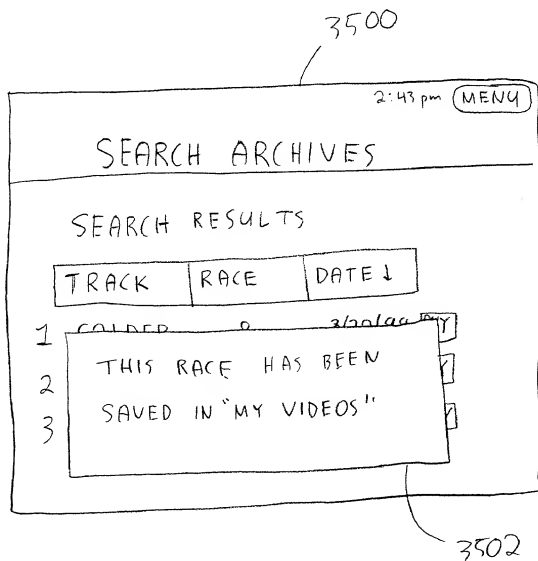 3500
2:43 pm MENU
SEARCH ARCHIVES
SEARCH RESULTS
TRACK RACE DATE ↓
1
2
3
THIS RACE HAS BEEN
SAVED IN "MY VIDEOS"
3502